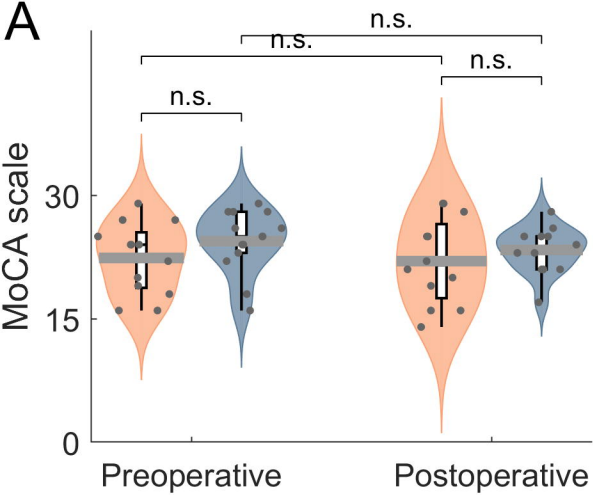 A
n.s.
n.s.
n.s.
n.s.
MoCA scale
30
15
0
Preoperative
Postoperative